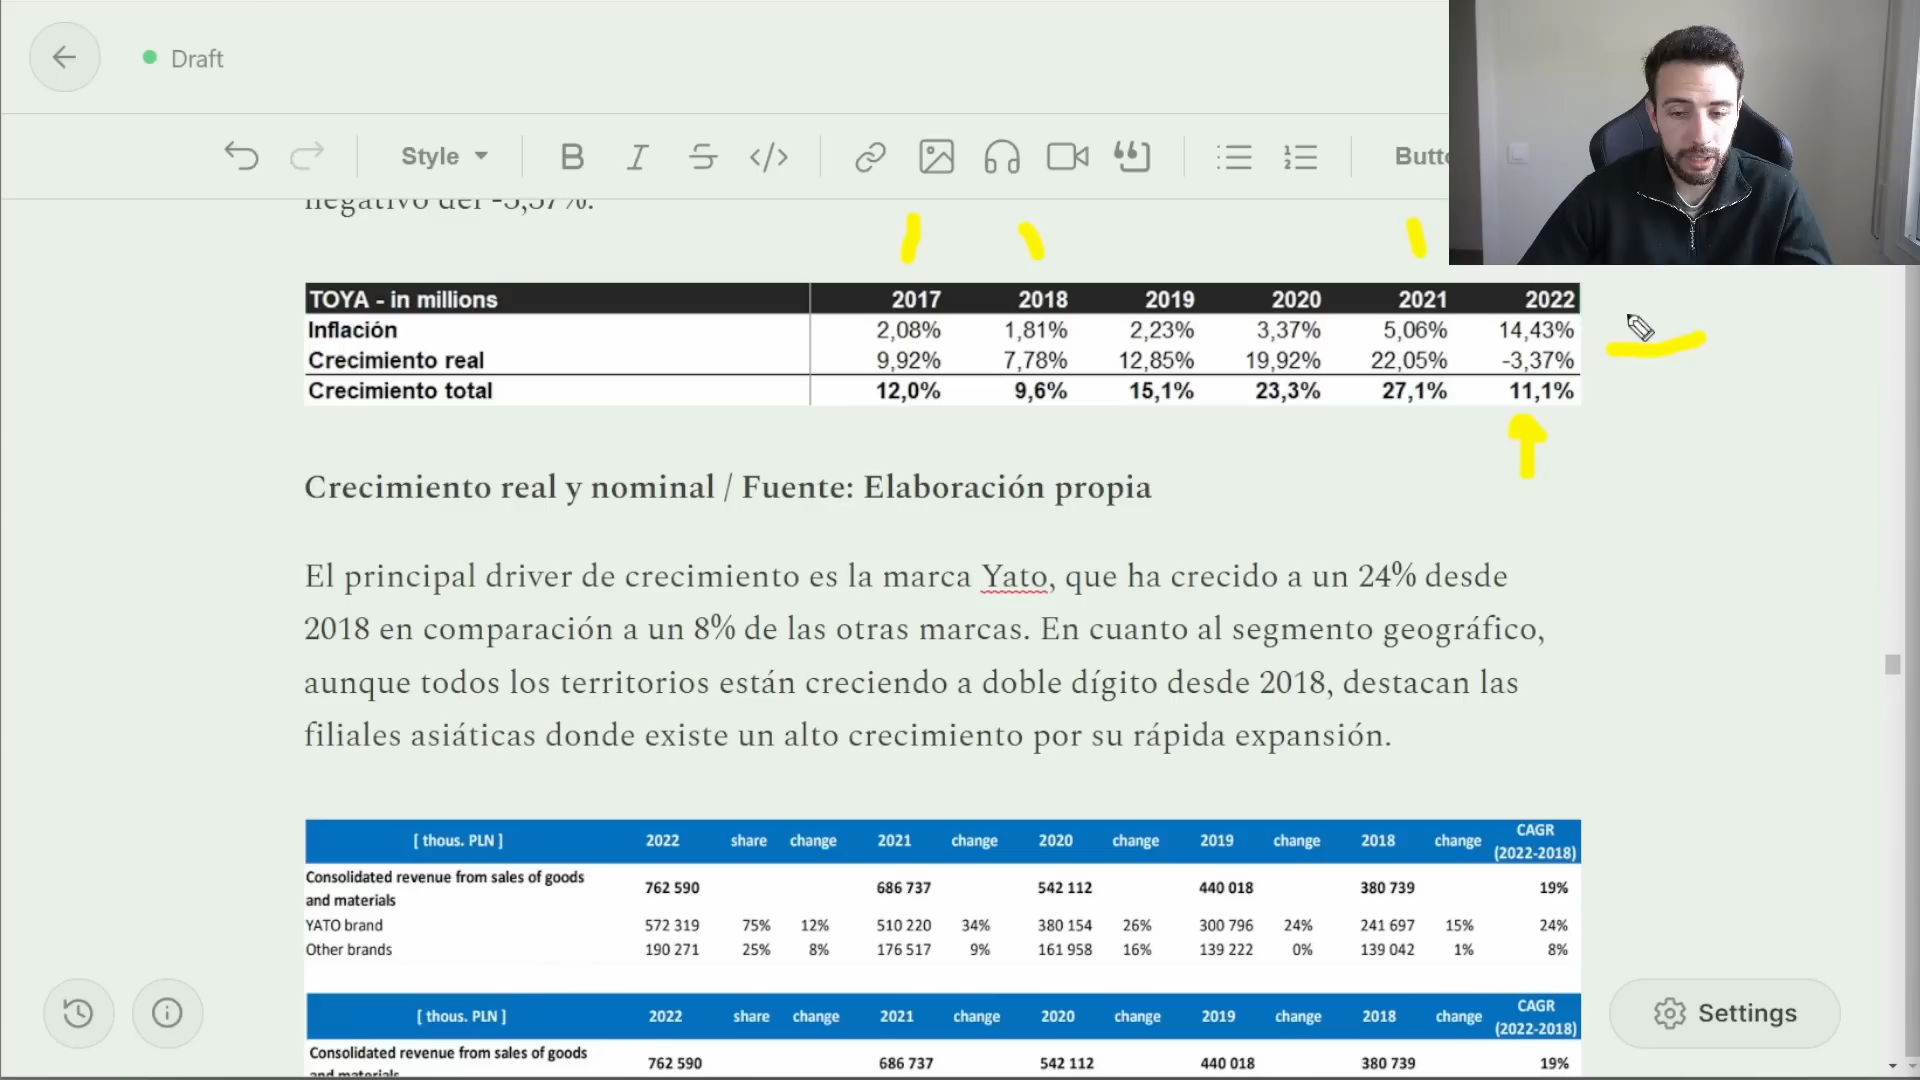 Draft
Style
negativo del -3,37%.
TOYA - in millions 2017 2018 2019 2020 2021 2022
Inflación 2,08% 1,81% 2,23% 3,37% 5,06% 14,43%
Crecimiento real 9,92% 7,78% 12,85% 19,92% 22,05% -3,37%
Crecimiento total 12,0% 9,6% 15,1% 23,3% 27,1% 11,1%
Crecimiento real y nominal / Fuente: Elaboración propia
El principal driver de crecimiento es la marca Yato, que ha crecido a un 24% desde
2018 en comparación a un 8% de las otras marcas. En cuanto al segmento geográfico,
aunque todos los territorios están creciendo a doble dígito desde 2018, destacan las
filiales asiáticas donde existe un alto crecimiento por su rápida expansión.
[ thous. PLN ] 2022 share change 2021 change 2020 change 2019 change 2018 change CAGR (2022-2018)
Consolidated revenue from sales of goods
and materials 762 590 686 737 542 112 440 018 380 739 19%
YATO brand 572 319 75% 12% 510 220 34% 380 154 26% 300 796 24% 241 697 15% 24%
Other brands 190 271 25% 8% 176 517 9% 161 958 16% 139 222 0% 139 042 1% 8%
[ thous. PLN ] 2022 share change 2021 change 2020 change 2019 change 2018 change CAGR (2022-2018)
Consolidated revenue from sales of goods
and materials 762 590 686 737 542 112 440 018 380 739 19%
Settings